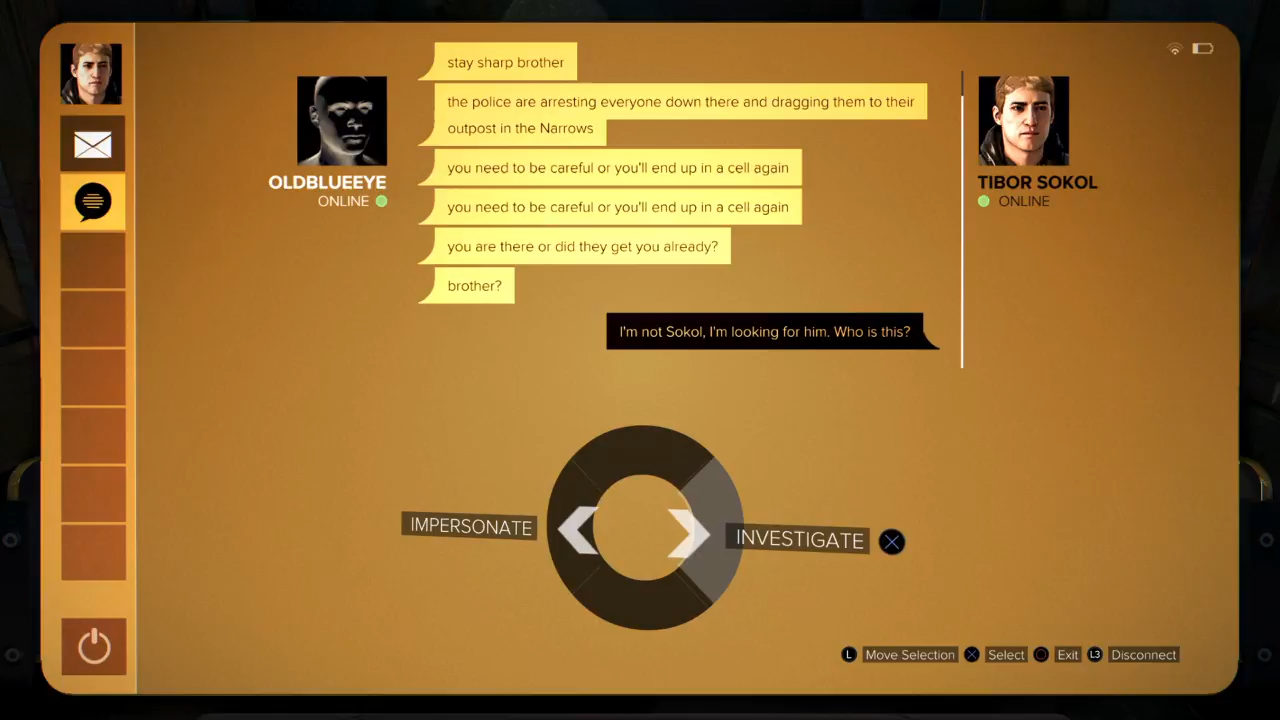 stay sharp brother
the police are arresting everyone down there and dragging them to their
outpost in the Narrows
you need to be careful or you'll end up in a cell again
you need to be careful or you'll end up in a cell again
you are there or did they get you already?
brother?
OLDBLUEEYE
ONLINE
TIBOR SOKOL
ONLINE
I'm not Sokol, I'm looking for him. Who is this?
IMPERSONATE
INVESTIGATE
L Move Selection Select Exit L3 Disconnect